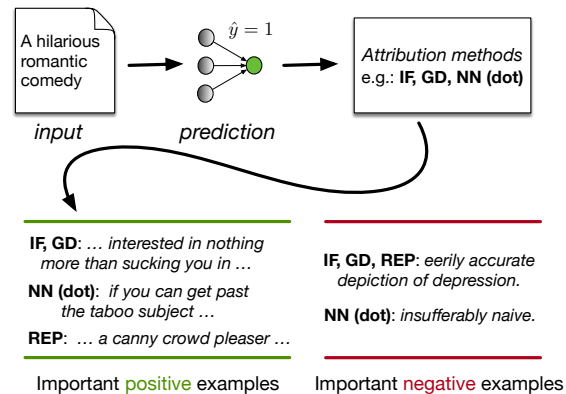 A hilarious
romantic
comedy
ŷ = 1
Attribution methods
e.g.: IF, GD, NN (dot)
input
prediction
IF, GD: … interested in nothing
more than sucking you in …
NN (dot): if you can get past
the taboo subject …
REP: … a canny crowd pleaser …
IF, GD, REP: eerily accurate
depiction of depression.
NN (dot): insufferably naive.
Important positive examples
Important negative examples